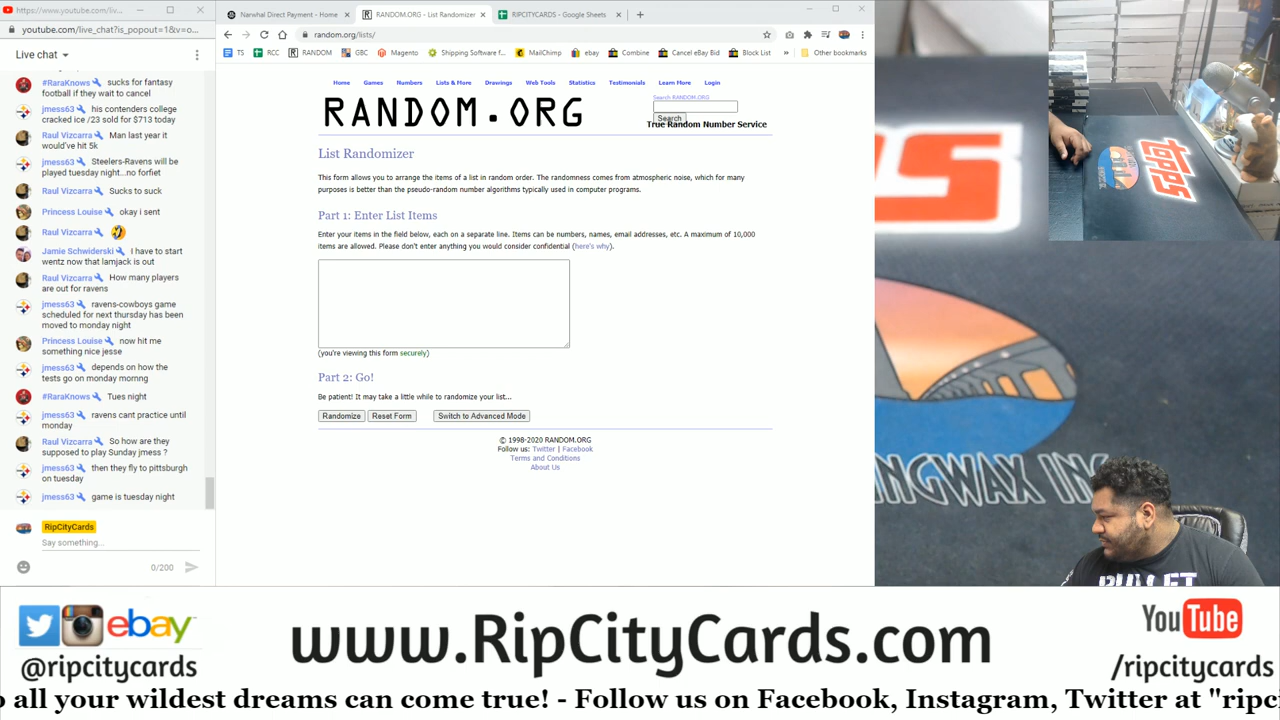 https://www.youtube.com/liv...
youtube.com/live_chat?is_popout=1&v=o...
Live chat
#RaraKnows sucks for fantasy
football if they wait to cancel
jmess63 his contenders college
cracked ice /23 sold for $713 today
Raul Vizcarra Man last year it
would've hit 5k
jmess63 Steelers-Ravens will be
played tuesday night...no forfiet
Raul Vizcarra Sucks to suck
Princess Louise okay i sent
Raul Vizcarra
Jamie Schwiderski I have to start
wentz now that lamjack is out
Raul Vizcarra How many players
are out for ravens
jmess63 ravens-cowboys game
scheduled for next thursday has been
moved to monday night
Princess Louise now hit me
something nice jesse
jmess63 depends on how the
tests go on monday mornng
#RaraKnows Tues night
jmess63 ravens cant practice until
monday
Raul Vizcarra So how are they
supposed to play Sunday jmess ?
jmess63 then they fly to pittsburgh
on tuesday
jmess63 game is tuesday night
RipCityCards
Say something...
0/200
Narwhal Direct Payment - Home
RANDOM.ORG - List Randomizer
RIPCITYCARDS - Google Sheets
random.org/lists/
TS RCC RANDOM GBC Magento Shipping Software f... MailChimp ebay Combine Cancel eBay Bid Block List » Other bookmarks
Home Games Numbers Lists & More Drawings Web Tools Statistics Testimonials Learn More Login
RANDOM.ORG
Search RANDOM.ORG
Search
True Random Number Service
List Randomizer
This form allows you to arrange the items of a list in random order. The randomness comes from atmospheric noise, which for many
purposes is better than the pseudo-random number algorithms typically used in computer programs.
Part 1: Enter List Items
Enter your items in the field below, each on a separate line. Items can be numbers, names, email addresses, etc. A maximum of 10,000
items are allowed. Please don't enter anything you would consider confidential (here's why).
(you're viewing this form securely)
Part 2: Go!
Be patient! It may take a little while to randomize your list...
Randomize Reset Form Switch to Advanced Mode
© 1998-2020 RANDOM.ORG
Follow us: Twitter | Facebook
Terms and Conditions
About Us
topps
NGWAX INC
BULLET
ebay
@ripcitycards
www.RipCityCards.com
YouTube
/ripcitycards
o all your wildest dreams can come true! - Follow us on Facebook, Instagram, Twitter at "ripc